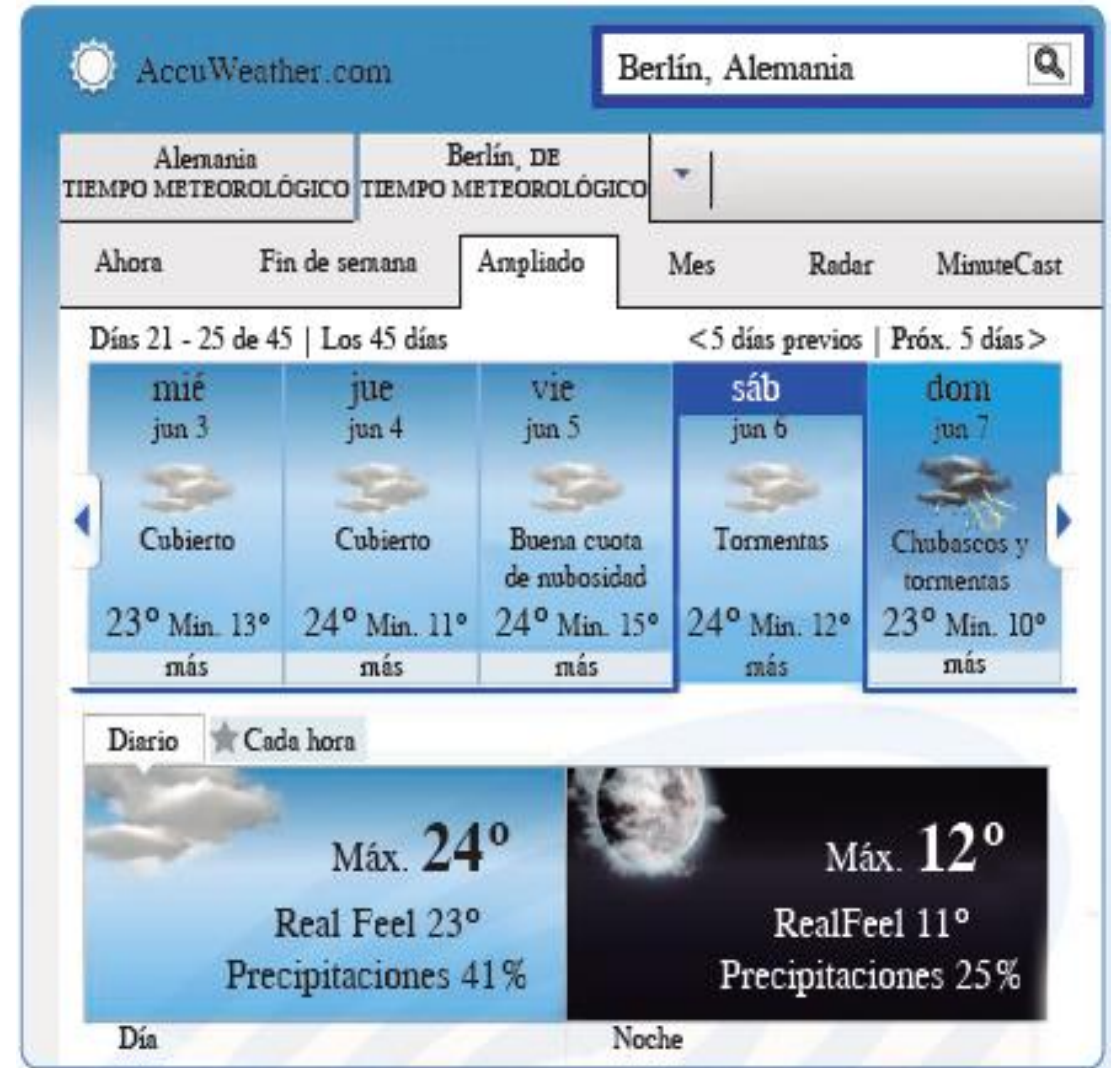 AccuWeather.com
Berlín, Alemania
Alemania
TIEMPO METEOROLÓGICO
Berlín, DE
TIEMPO METEOROLÓGICO
Ahora Fin de semana Ampliado Mes Radar MinuteCast
Días 21 - 25 de 45 | Los 45 días <5 días previos | Próx. 5 días>
mié
jun 3
Cubierto
23° Min. 13°
más
jue
jun 4
Cubierto
24° Min. 11°
más
vie
jun 5
Buena cuota
de nubosidad
24° Min. 15°
más
sáb
jun 6
Tormentas
24° Min. 12°
más
dom
jun 7
Chubascos y
tormentas
23° Min. 10°
más
Diario Cada hora
Máx. 24°
Real Feel 23°
Precipitaciones 41%
Día
Máx. 12°
RealFeel 11°
Precipitaciones 25%
Noche